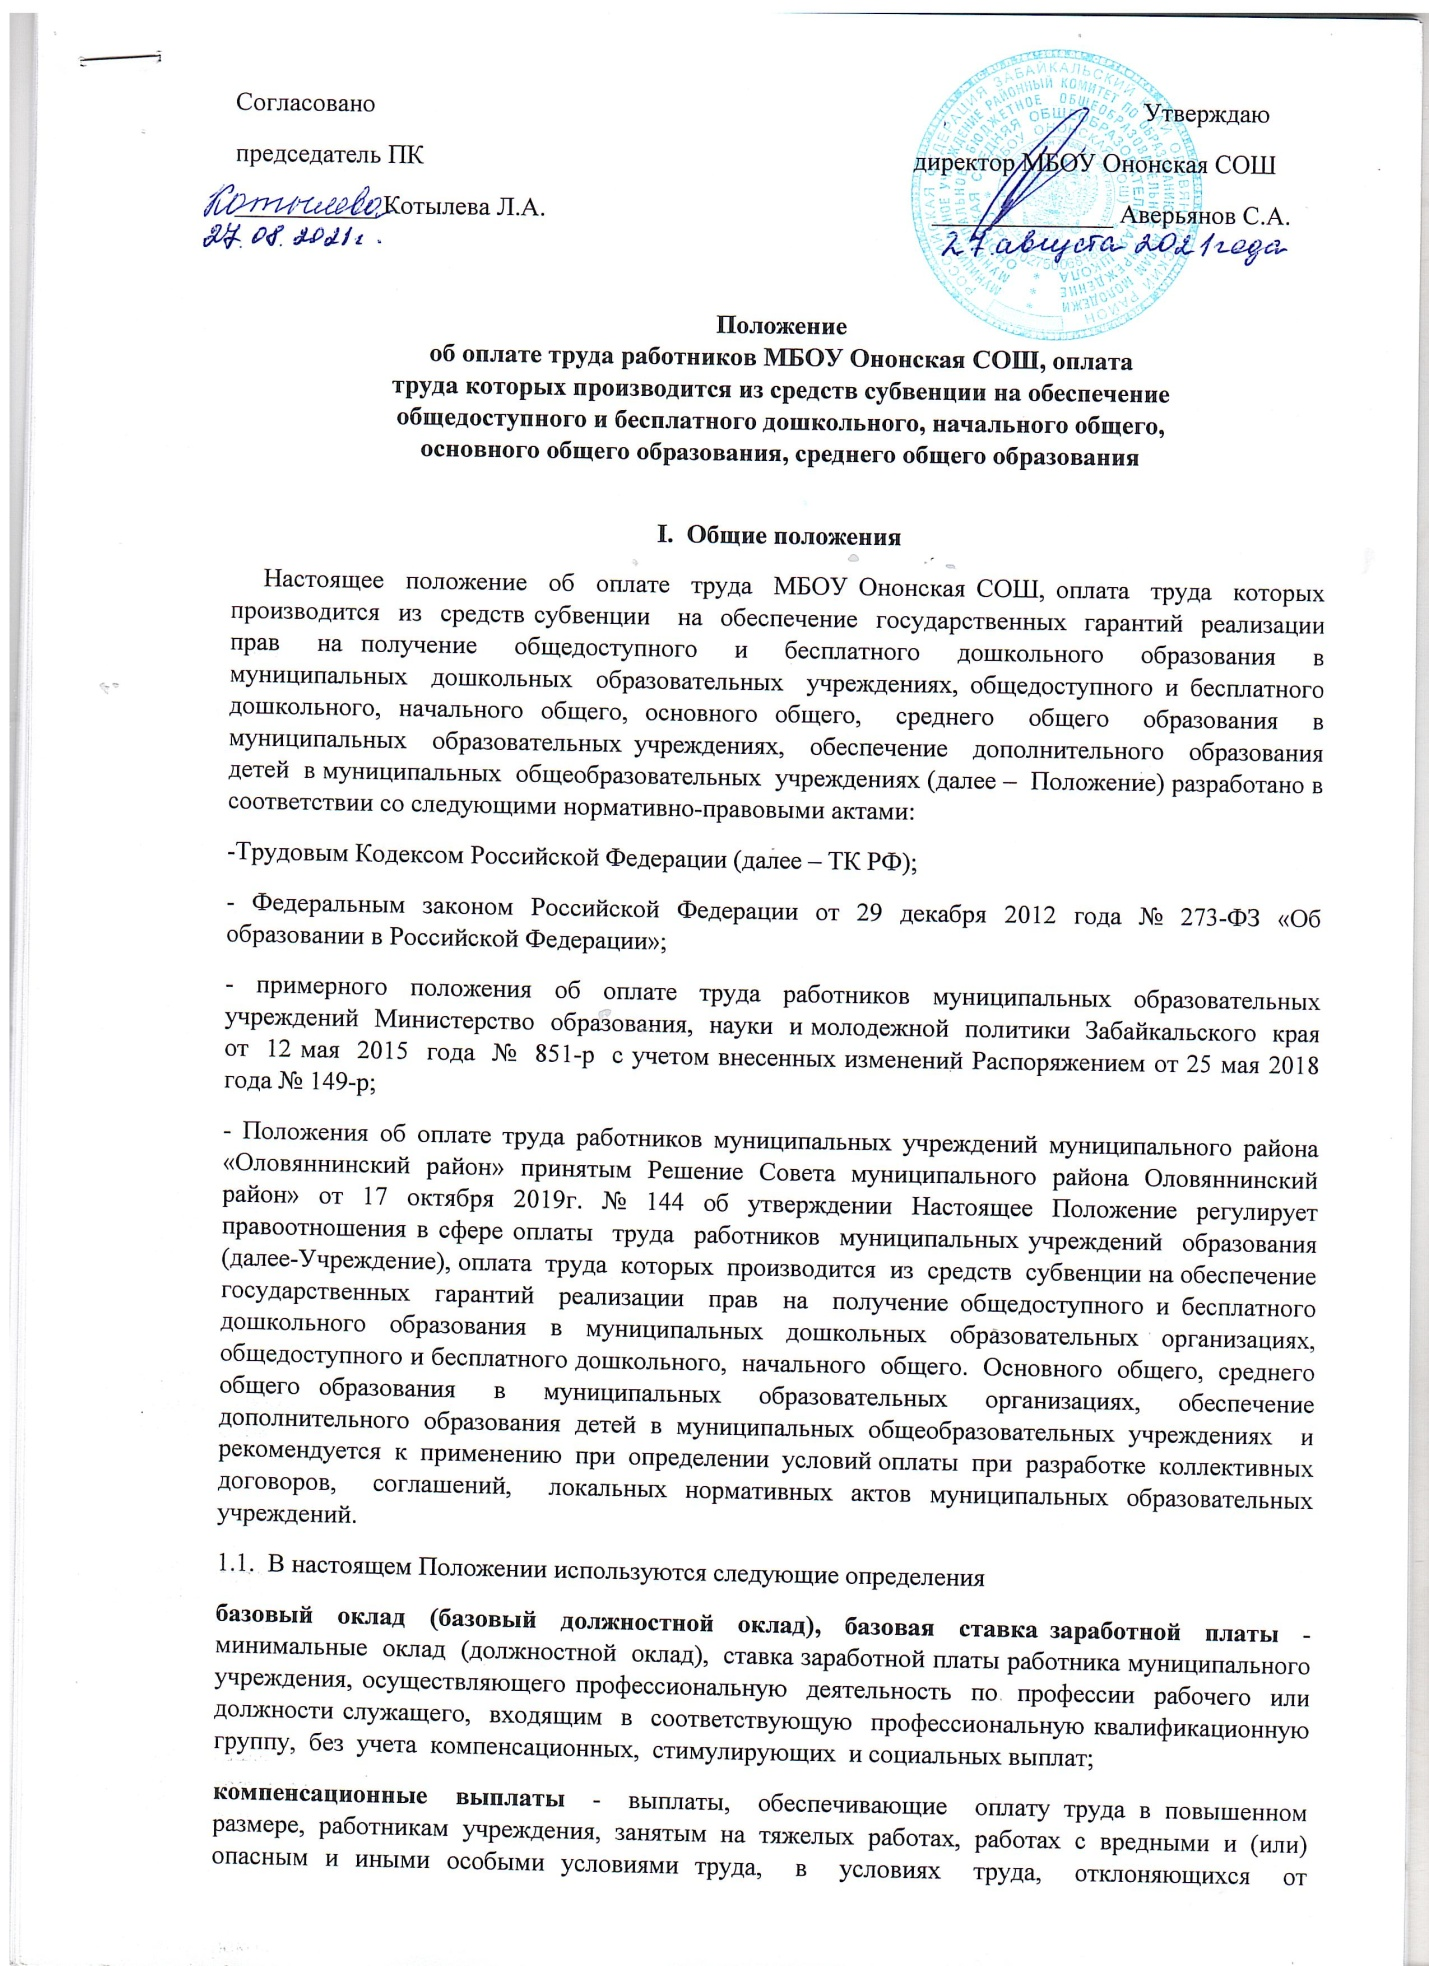 Согласовано
Утверждаю
председатель ПК
директор МБОУ Ононская СОШ
Котылева Котылева Л.А.
Аверьянов С.А.
27.08.2021г.
27 августа 2021 года
Положение
об оплате труда работников МБОУ Ононская СОШ, оплата
труда которых производится из средств субвенции на обеспечение
общедоступного и бесплатного дошкольного, начального общего,
основного общего образования, среднего общего образования
I. Общие положения
Настоящее положение об оплате труда МБОУ Ононская СОШ, оплата труда которых
производится из средств субвенции на обеспечение государственных гарантий реализации
прав на получение общедоступного и бесплатного дошкольного образования в
муниципальных дошкольных образовательных учреждениях, общедоступного и бесплатного
дошкольного, начального общего, основного общего, среднего общего образования в
муниципальных образовательных учреждениях, обеспечение дополнительного образования
детей в муниципальных общеобразовательных учреждениях (далее – Положение) разработано в
соответствии со следующими нормативно-правовыми актами:
-Трудовым Кодексом Российской Федерации (далее – ТК РФ);
- Федеральным законом Российской Федерации от 29 декабря 2012 года № 273-ФЗ «Об
образовании в Российской Федерации»;
- примерного положения об оплате труда работников муниципальных образовательных
учреждений Министерство образования, науки и молодежной политики Забайкальского края
от 12 мая 2015 года № 851-р с учетом внесенных изменений Распоряжением от 25 мая 2018
года № 149-р;
- Положения об оплате труда работников муниципальных учреждений муниципального района
«Оловяннинский район» принятым Решение Совета муниципального района Оловяннинский
район» от 17 октября 2019г. № 144 об утверждении Настоящее Положение регулирует
правоотношения в сфере оплаты труда работников муниципальных учреждений образования
(далее-Учреждение), оплата труда которых производится из средств субвенции на обеспечение
государственных гарантий реализации прав на получение общедоступного и бесплатного
дошкольного образования в муниципальных дошкольных образовательных организациях,
общедоступного и бесплатного дошкольного, начального общего. Основного общего, среднего
общего образования в муниципальных образовательных организациях, обеспечение
дополнительного образования детей в муниципальных общеобразовательных учреждениях и
рекомендуется к применению при определении условий оплаты при разработке коллективных
договоров, соглашений, локальных нормативных актов муниципальных образовательных
учреждений.
1.1. В настоящем Положении используются следующие определения
базовый оклад (базовый должностной оклад), базовая ставка заработной платы -
минимальные оклад (должностной оклад), ставка заработной платы работника муниципального
учреждения, осуществляющего профессиональную деятельность по профессии рабочего или
должности служащего, входящим в соответствующую профессиональную квалификационную
группу, без учета компенсационных, стимулирующих и социальных выплат;
компенсационные выплаты - выплаты, обеспечивающие оплату труда в повышенном
размере, работникам учреждения, занятым на тяжелых работах, работах с вредными и (или)
опасным и иными особыми условиями труда, в условиях труда, отклоняющихся от